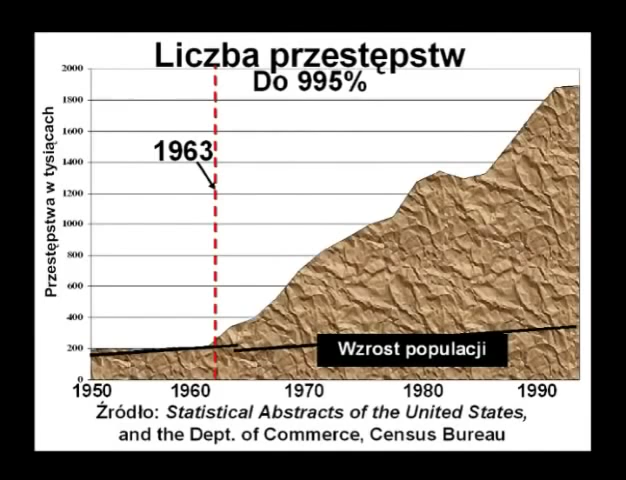 Liczba przestępstw
Do 995%
Przestępstwa w tysiącach
2000
1800
1600
1400
1200
1000
800
600
400
200
0
1963
Wzrost populacji
1950 1960 1970 1980 1990
Źródło: Statistical Abstracts of the United States,
and the Dept. of Commerce, Census Bureau